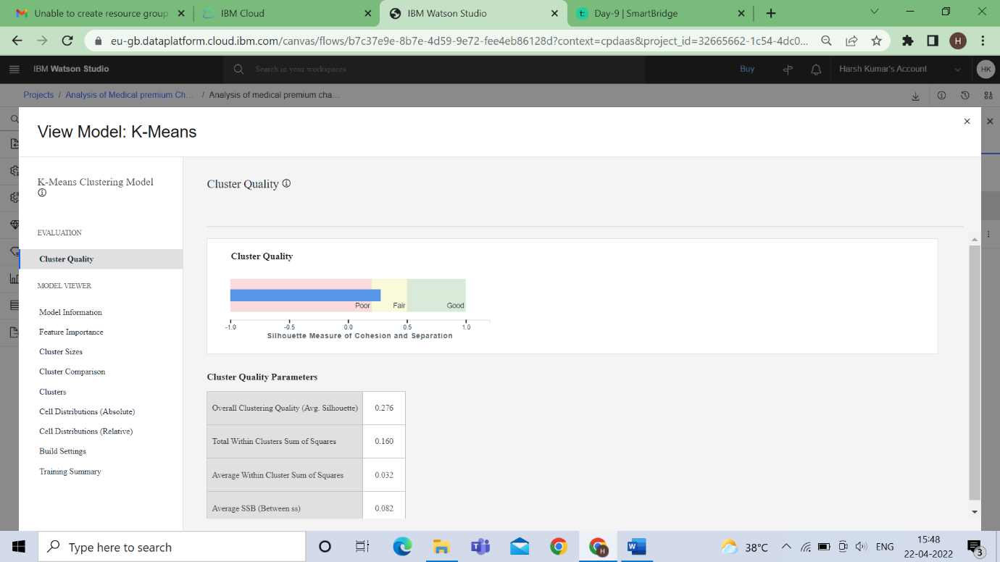 Unable to create resource group
IBM Cloud
IBM Watson Studio
t: Day-9 | SmartBridge
eu-gb.dataplatform.cloud.ibm.com/canvas/flows/b7c37e9e-8b7e-4d59-9e72-fee4eb86128d?context=cpdaas&project_id=32665662-1c54-4dc0...
H
IBM Watson Studio
Search in your workspaces
Buy
Harsh Kumar's Account
HK
Projects / Analysis of Medical premium Ch... / Analysis of medical premium cha...
View Model: K-Means
K-Means Clustering Model
EVALUATION
Cluster Quality
MODEL VIEWER
Model Information
Feature Importance
Cluster Sizes
Cluster Comparison
Clusters
Cell Distributions (Absolute)
Cell Distributions (Relative)
Build Settings
Training Summary
Cluster Quality
Cluster Quality
Poor Fair Good
-1.0 -0.5 0.0 0.5 1.0
Silhouette Measure of Cohesion and Separation
Cluster Quality Parameters
Overall Clustering Quality (Avg. Silhouette) 0.276
Total Within Clusters Sum of Squares 0.160
Average Within Cluster Sum of Squares 0.032
Average SSB (Between ss) 0.082
Type here to search
38°C
ENG
15:48
22-04-2022
3